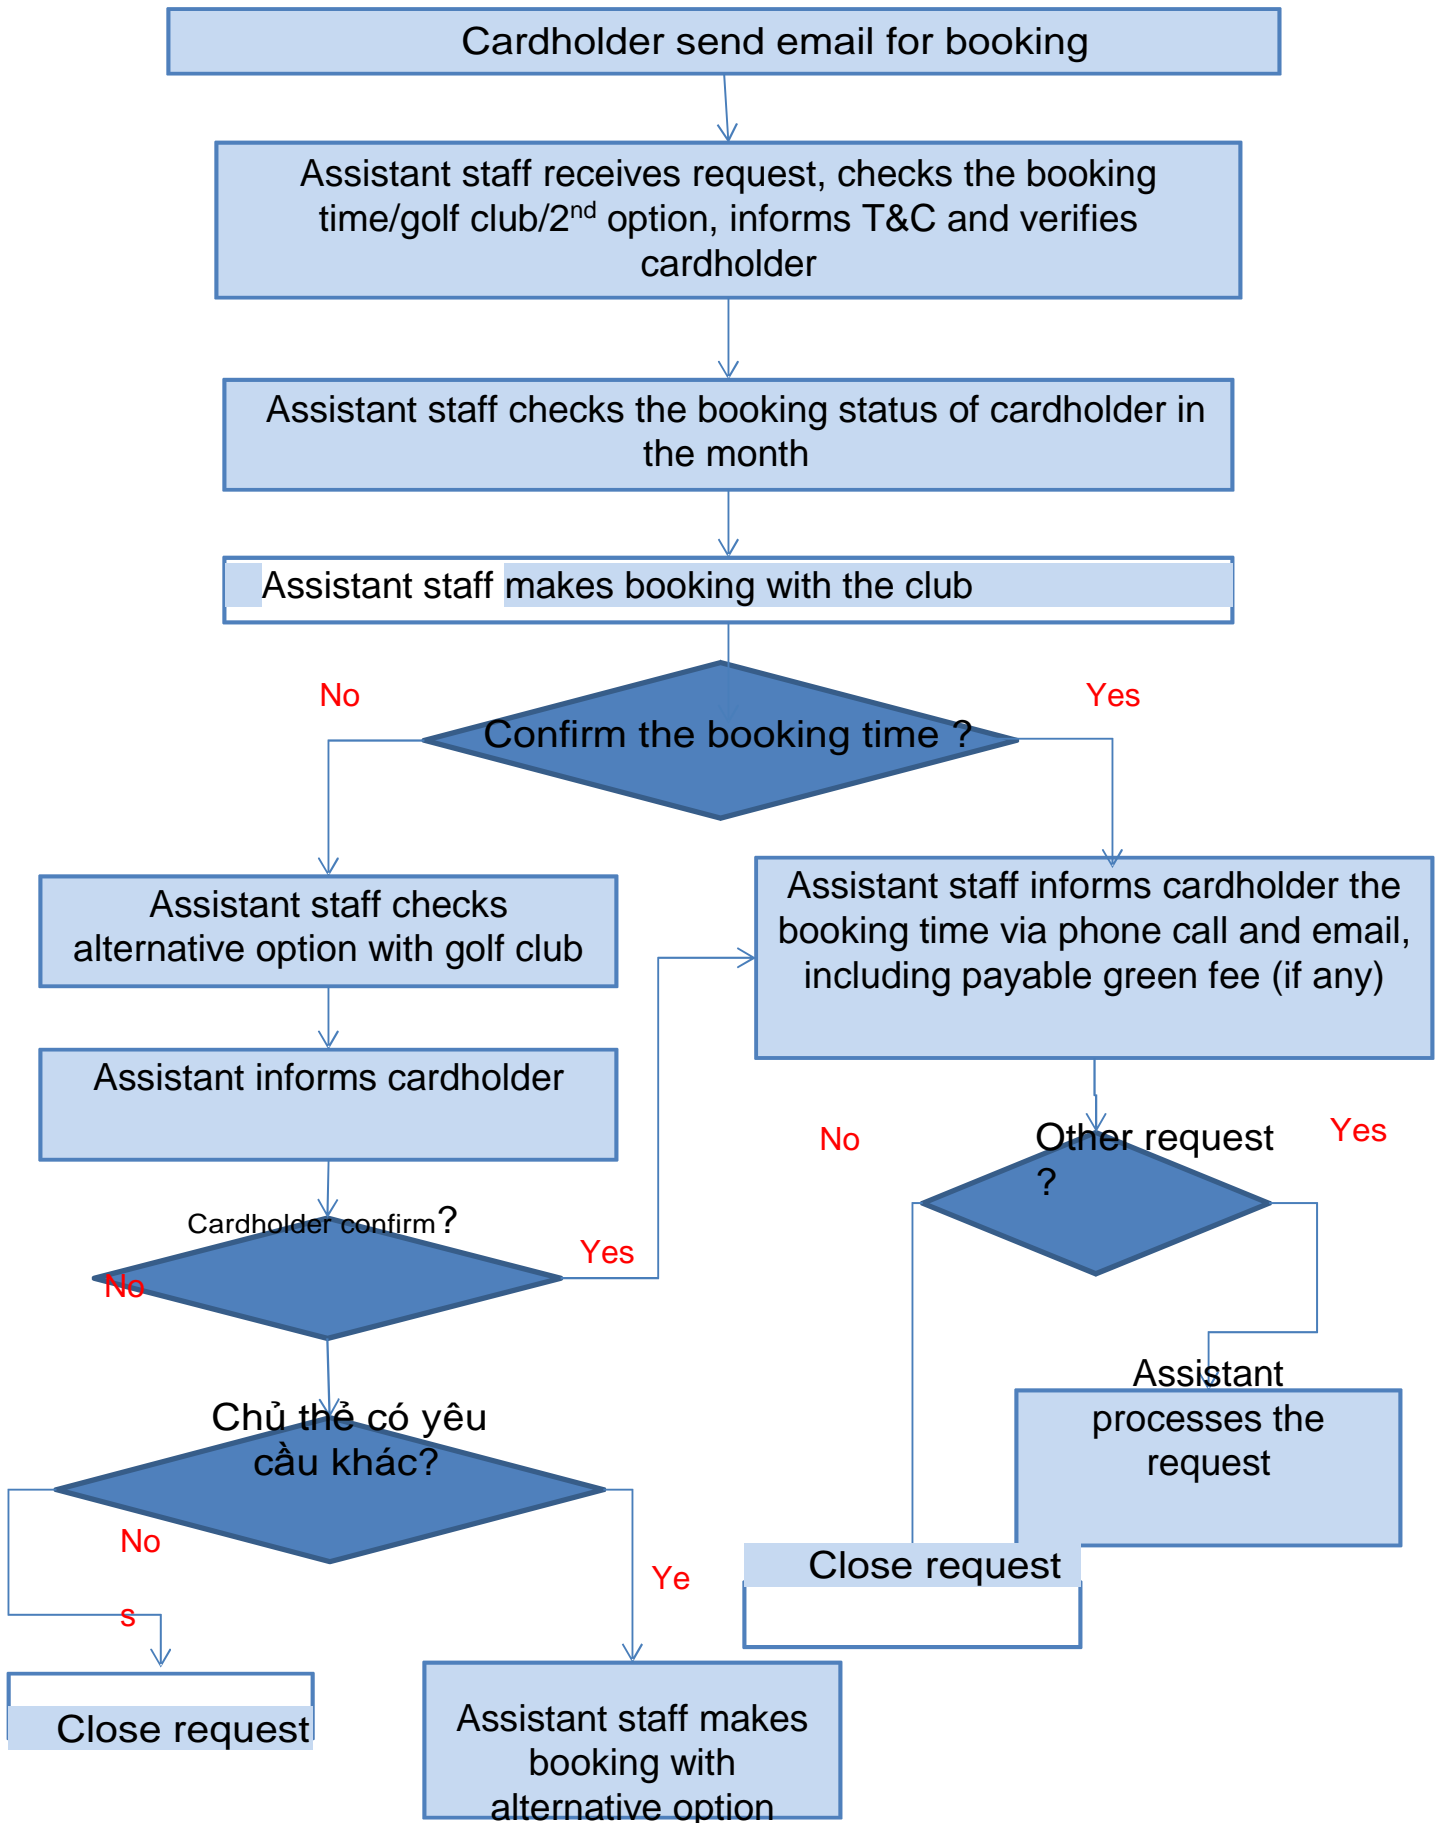 Cardholder send email for booking
Assistant staff receives request, checks the booking
time/golf club/2nd option, informs T&C and verifies
cardholder
Assistant staff checks the booking status of cardholder in
the month
Assistant staff makes booking with the club
No
Yes
Confirm the booking time ?
Assistant staff checks
alternative option with golf club
Assistant staff informs cardholder the
booking time via phone call and email,
including payable green fee (if any)
Assistant informs cardholder
No
Other request
?
Yes
Cardholder confirm?
Yes
No
Chủ thẻ có yêu
cầu khác?
Assistant
processes the
request
No
Ye
s
Close request
Close request
Assistant staff makes
booking with
alternative option